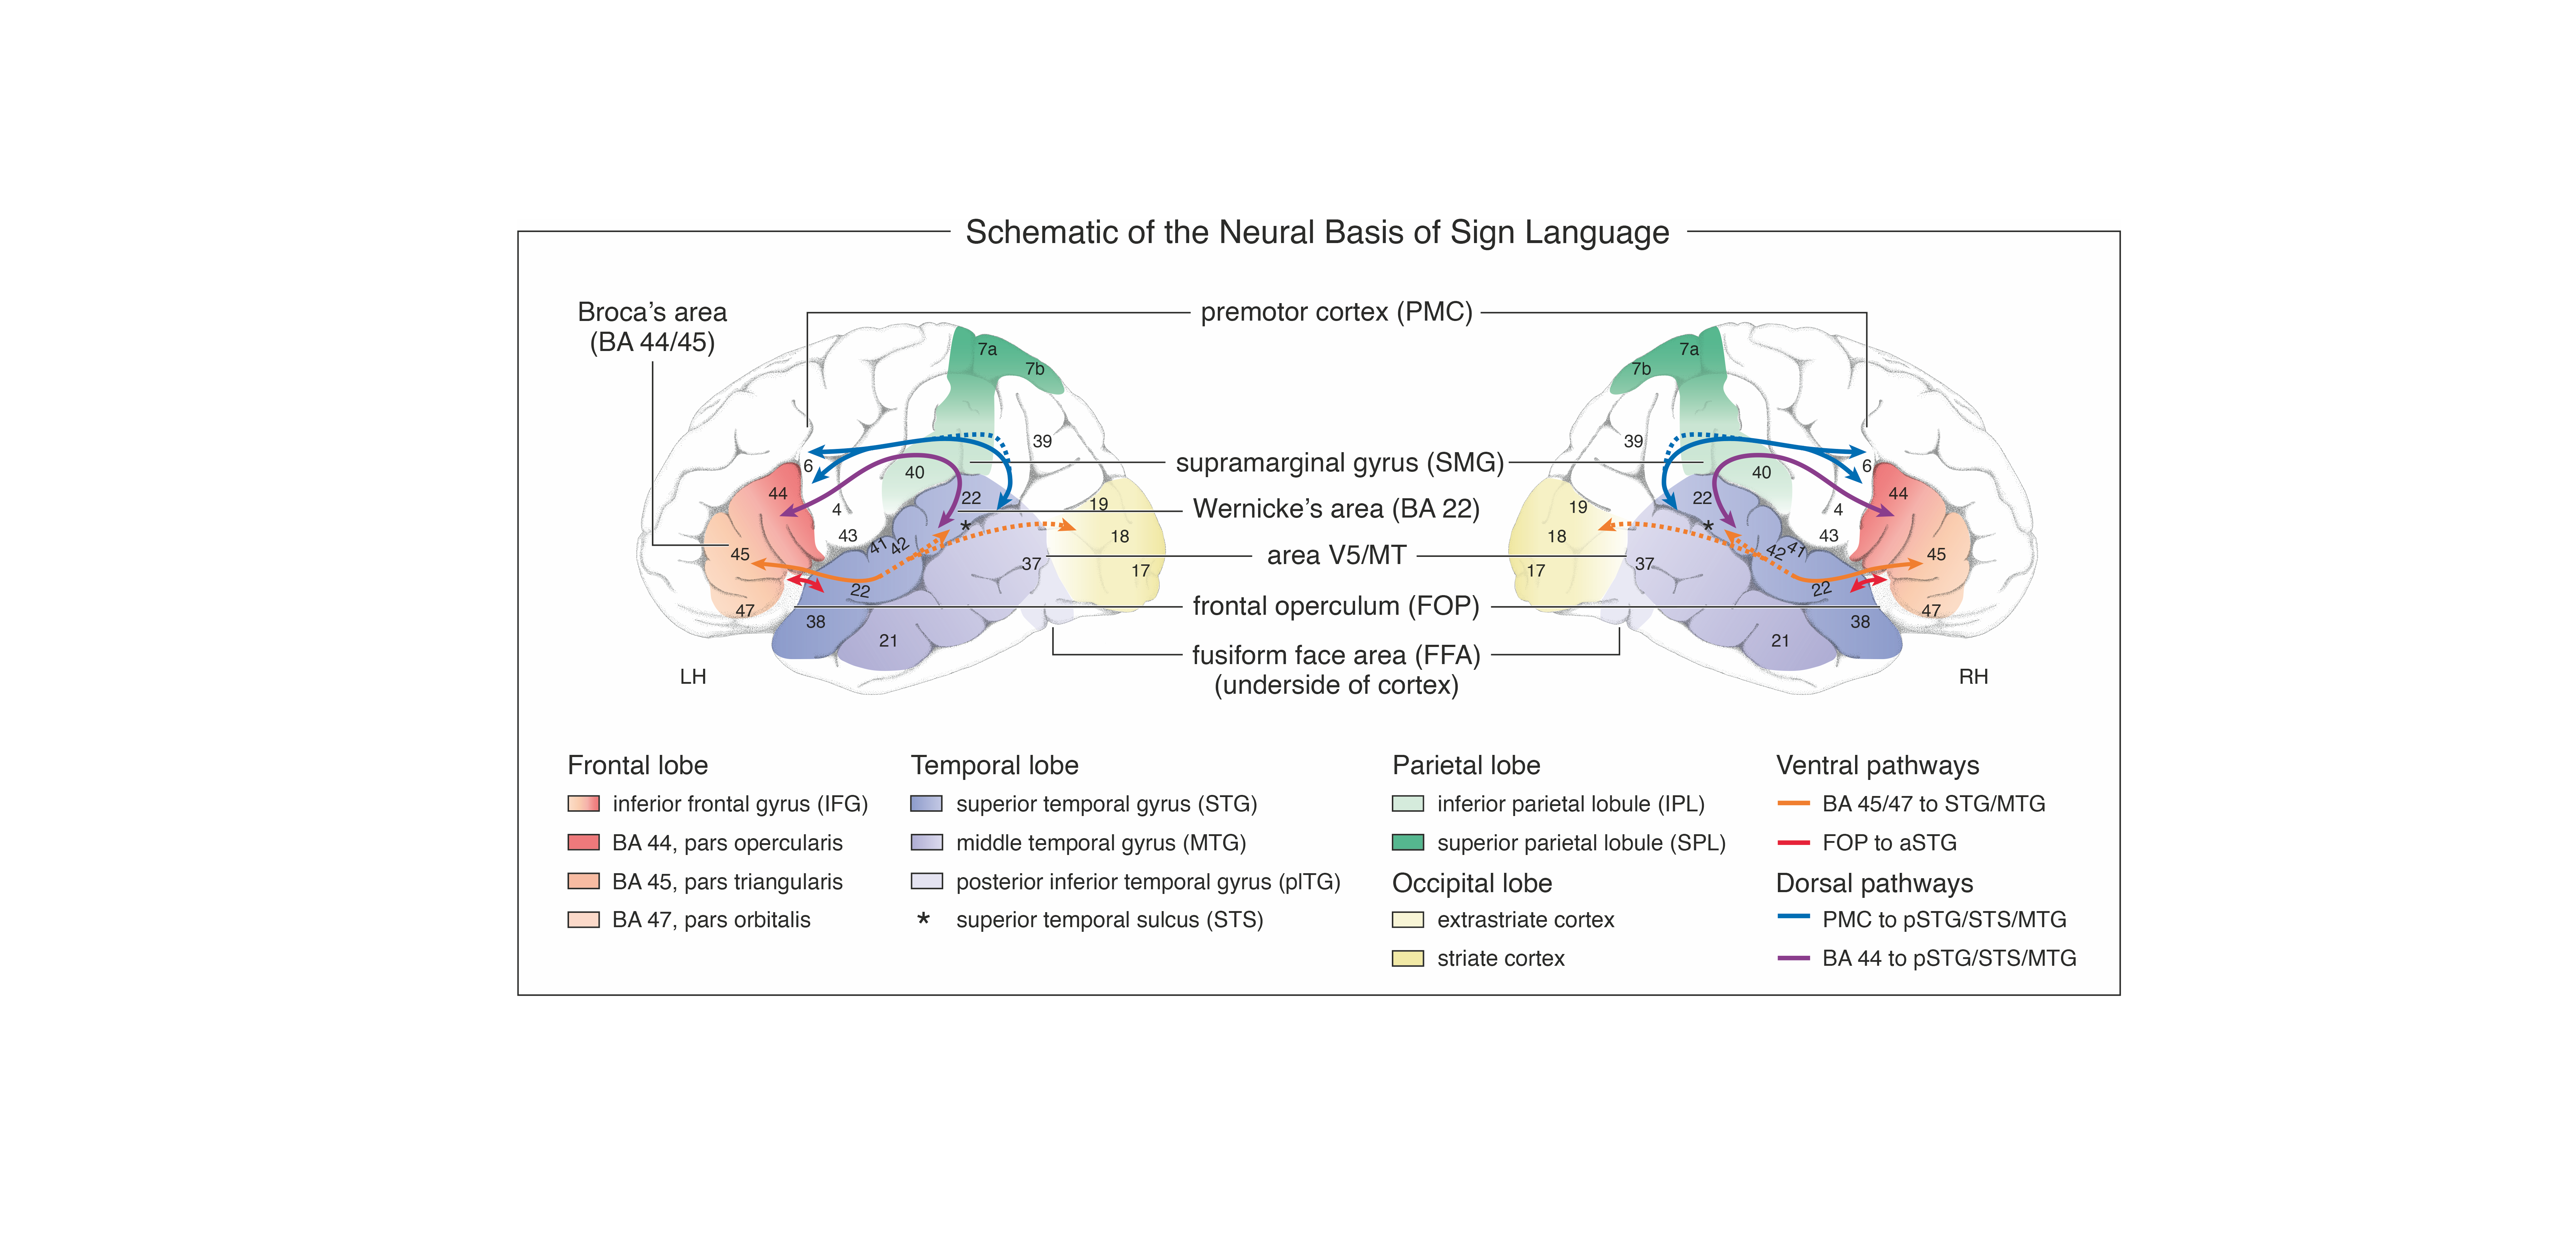 Schematic of the Neural Basis of Sign Language
Broca’s area
(BA 44/45)
premotor cortex (PMC)
supramarginal gyrus (SMG)
Wernicke’s area (BA 22)
area V5/MT
frontal operculum (FOP)
fusiform face area (FFA)
(underside of cortex)
7a
7b
39
6
40
44
22
19
4
*
43
41
42
18
45
37
17
22
47
38
21
LH
7a
7b
39
6
40
44
22
19
4
*
43
42
41
18
45
37
17
22
47
38
21
RH
Frontal lobe
inferior frontal gyrus (IFG)
BA 44, pars opercularis
BA 45, pars triangularis
BA 47, pars orbitalis
Temporal lobe
superior temporal gyrus (STG)
middle temporal gyrus (MTG)
posterior inferior temporal gyrus (pITG)
* superior temporal sulcus (STS)
Parietal lobe
inferior parietal lobule (IPL)
superior parietal lobule (SPL)
Occipital lobe
extrastriate cortex
striate cortex
Ventral pathways
BA 45/47 to STG/MTG
FOP to aSTG
Dorsal pathways
PMC to pSTG/STS/MTG
BA 44 to pSTG/STS/MTG